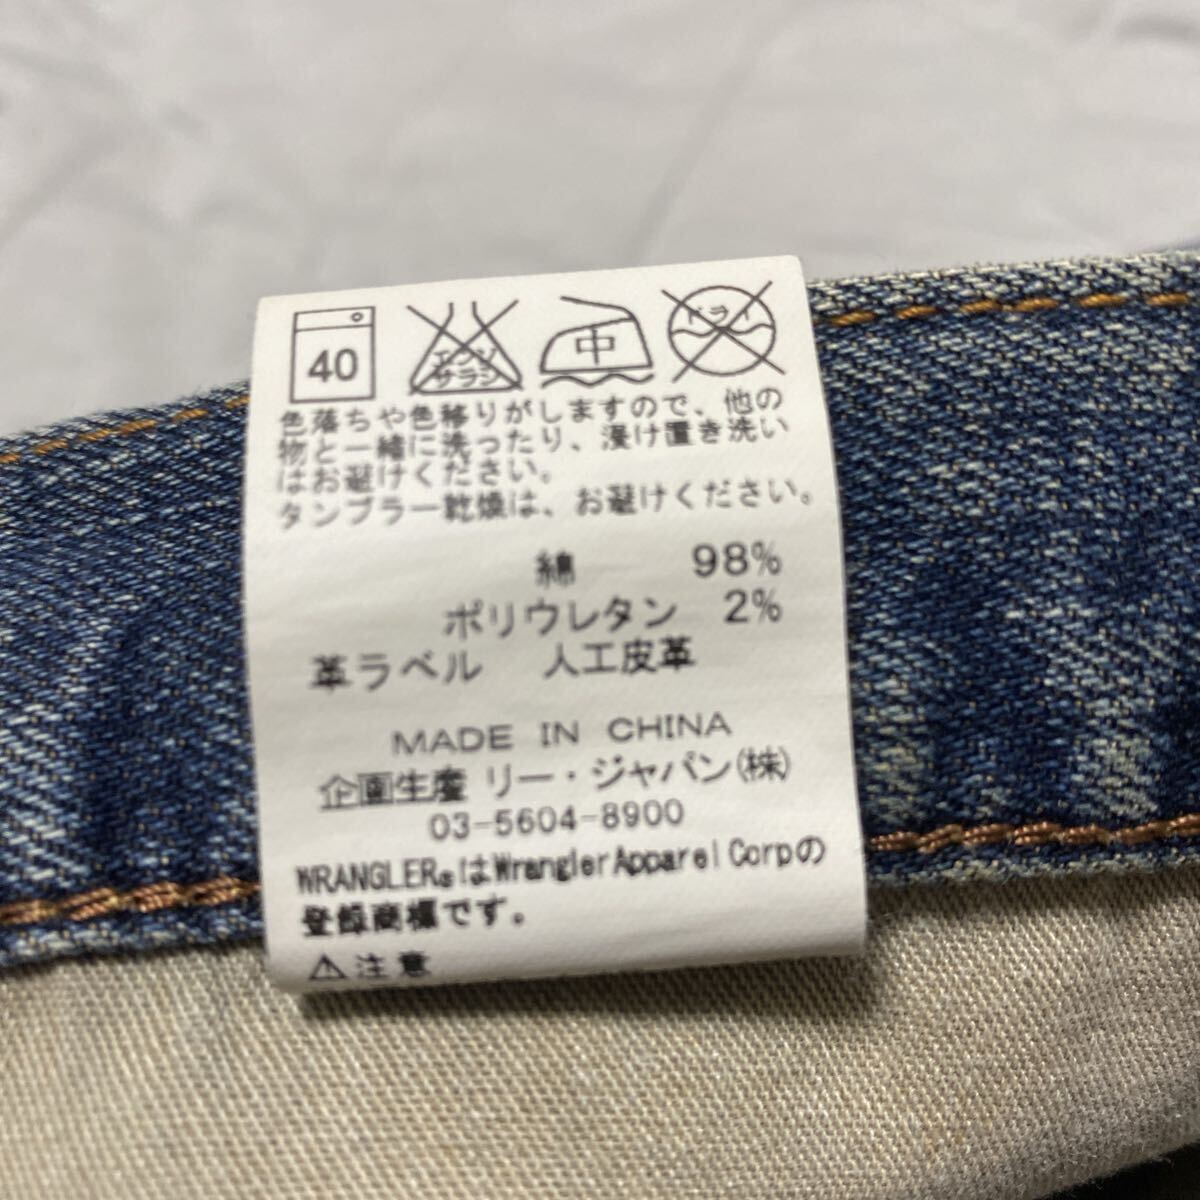 40 エンソ サラシ 中 ドライ
色落ちや色移りがしますので、他の
物と一緒に洗ったり、浸け置き洗い
はお避けください。
タンブラー乾燥は、お避けください。
綿 98%
ポリウレタン 2%
革ラベル 人工皮革
MADE IN CHINA
企画生産 リー・ジャパン(株)
03-5604-8900
WRANGLER®はWrangler Apparel Corpの
登録商標です。
⚠注意